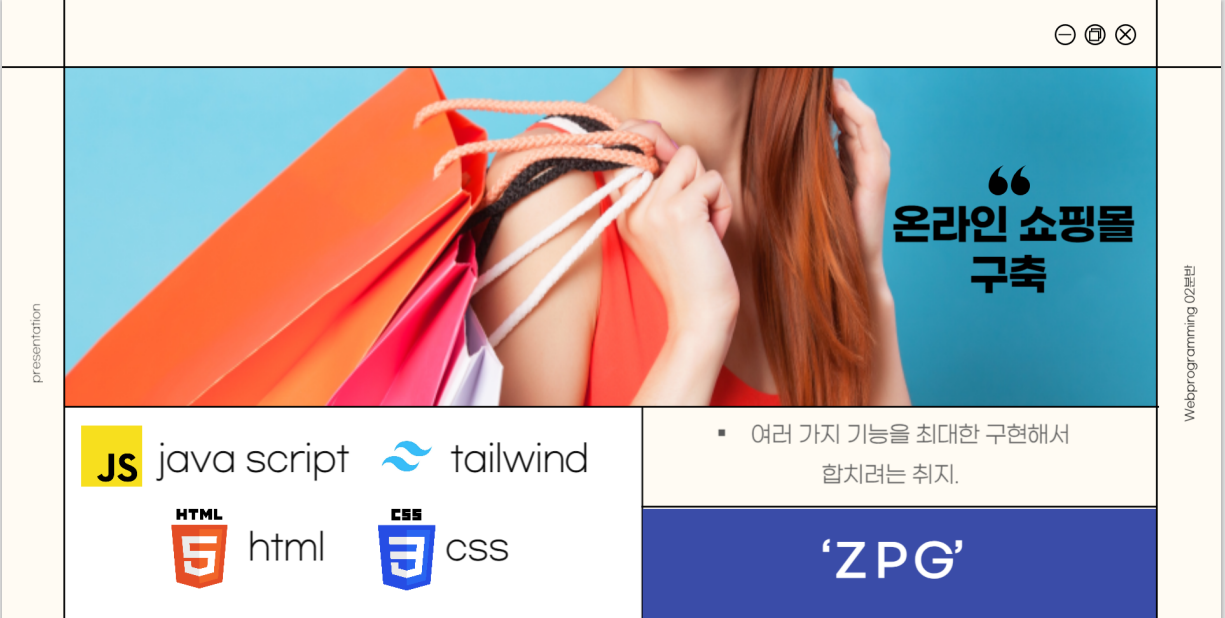 presentation
“
온라인 쇼핑몰
구축
Webprogramming 02분반
JS java script tailwind
HTML CSS
5 html 3 css
▪ 여러 가지 기능을 최대한 구현해서
합치려는 취지.
‘ZPG’